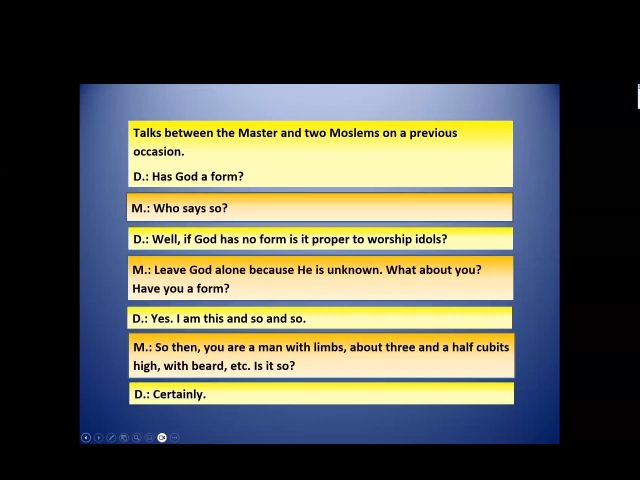 Talks between the Master and two Moslems on a previous
occasion.
D.: Has God a form?
M.: Who says so?
D.: Well, if God has no form is it proper to worship idols?
M.: Leave God alone because He is unknown. What about you?
Have you a form?
D.: Yes. I am this and so and so.
M.: So then, you are a man with limbs, about three and a half cubits
high, with beard, etc. Is it so?
D.: Certainly.